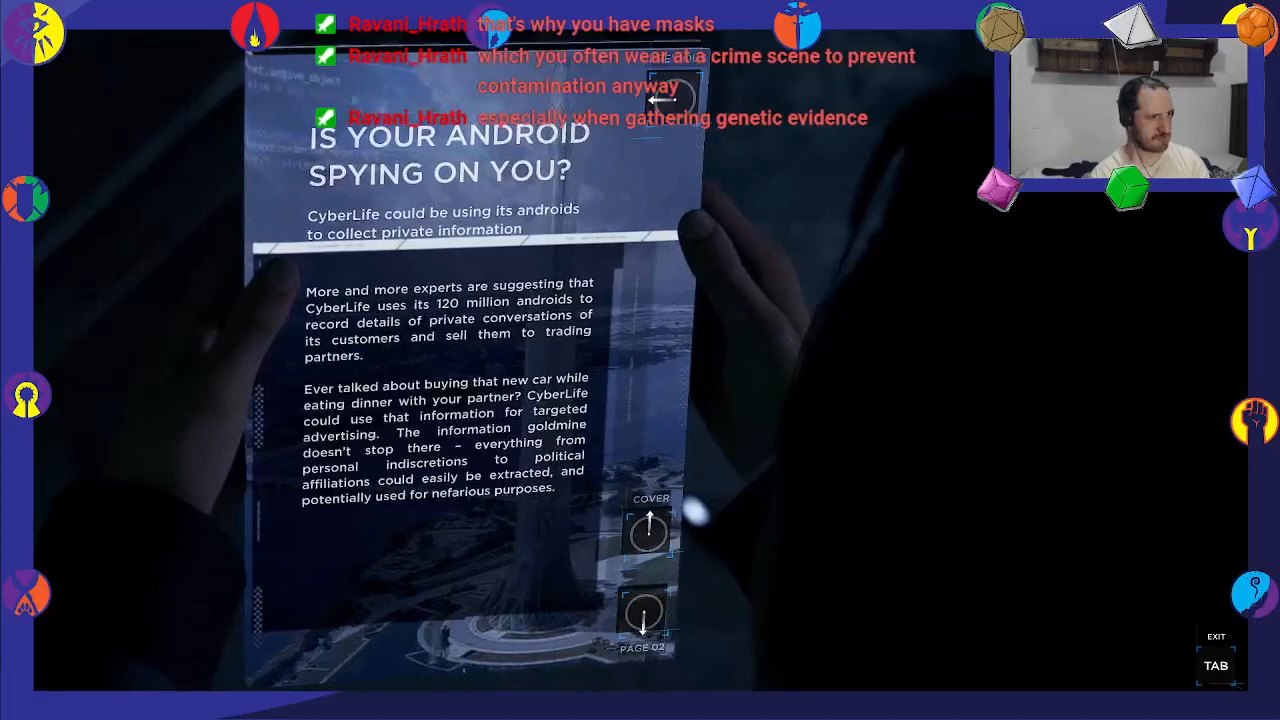 Ravani_Hrath that's why you have masks
Ravani_Hrath which you often wear at a crime scene to prevent
contamination anyway
Ravani_Hrath especially when gathering genetic evidence
IS YOUR ANDROID
SPYING ON YOU?
CyberLife could be using its androids
to collect private information
More and more experts are suggesting that
CyberLife uses its 120 million androids to
record details of private conversations of
its customers and sell them to trading
partners.
Ever talked about buying that new car while
eating dinner with your partner? CyberLife
could use that information for targeted
advertising. The information goldmine
doesn't stop there – everything from
personal indiscretions to political
affiliations could easily be extracted, and
potentially used for nefarious purposes.
COVER
PAGE 02
EXIT
TAB